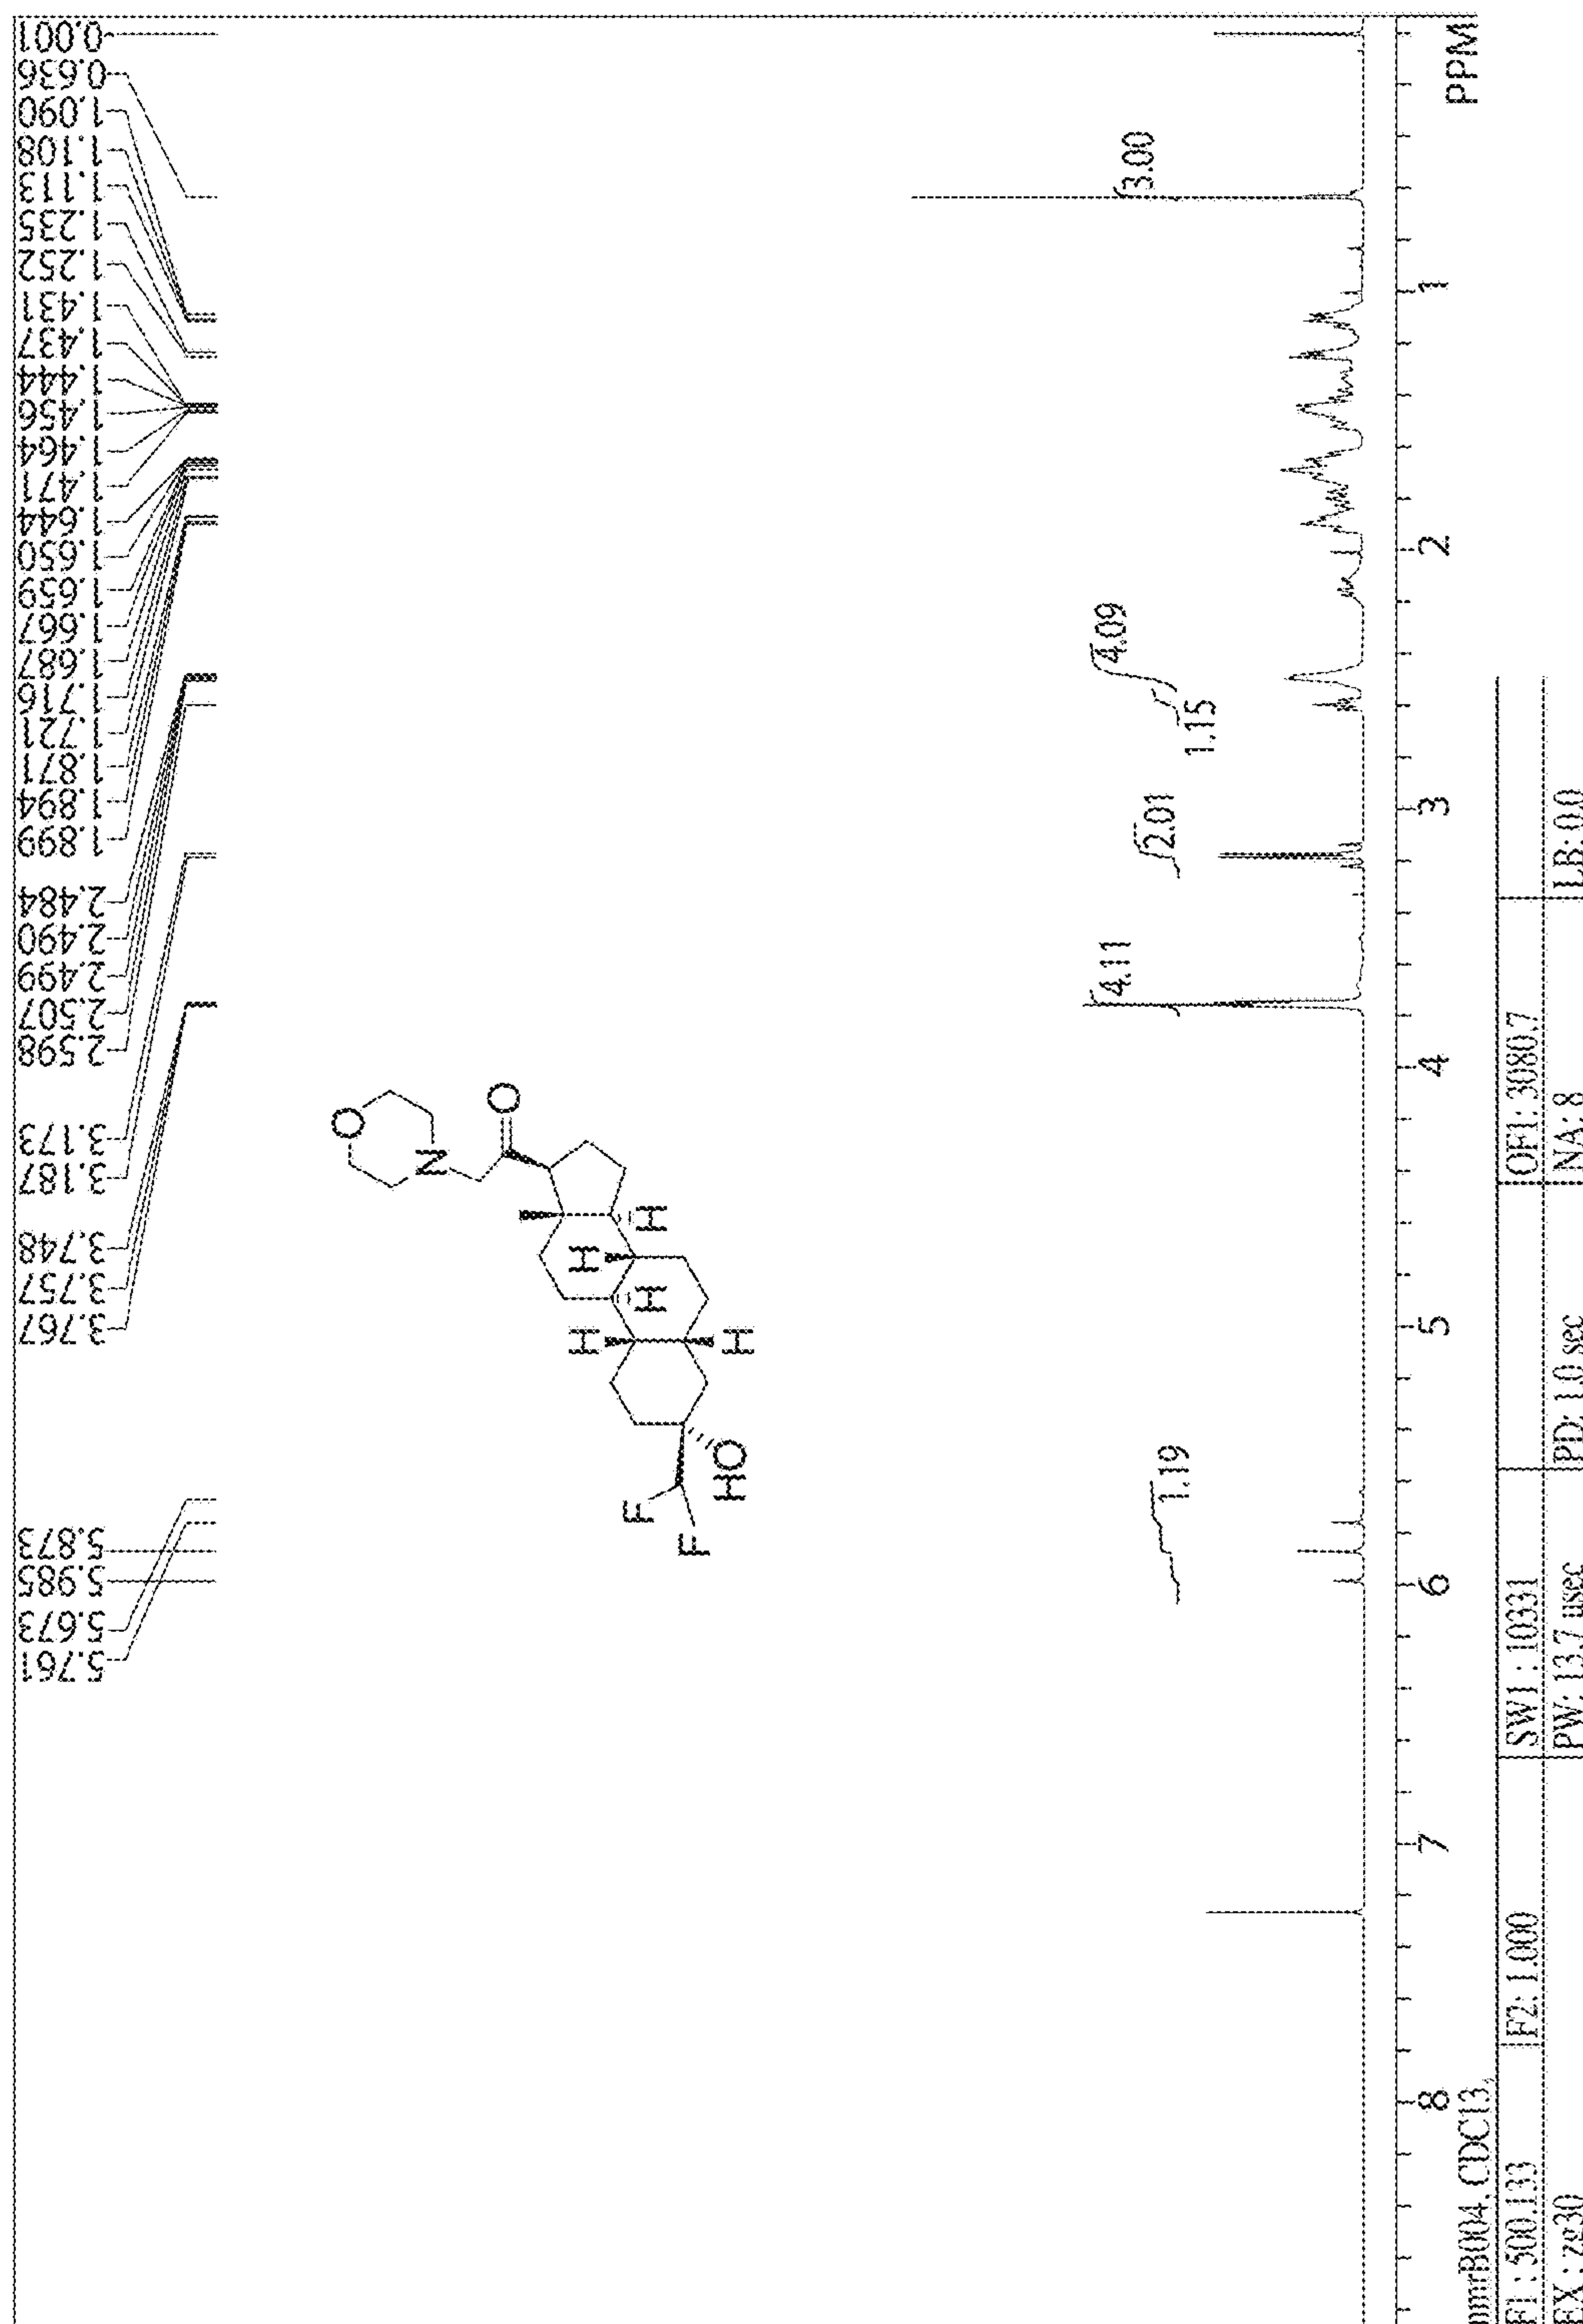 5.761
5.673
5.985
5.873
3.767
3.757
3.748
3.187
3.173
2.598
2.507
2.499
2.490
2.484
1.899
1.894
1.871
1.721
1.716
1.687
1.667
1.659
1.650
1.644
1.471
1.464
1.456
1.444
1.437
1.431
1.252
1.235
1.113
1.108
1.090
0.636
0.001
O
N
O
H
H
H
H
H
F
F
HO
1.19
4.11
2.01
1.15
4.09
3.00
8 7 6 5 4 3 2 1 PPM
nmrB004, CDCl3,
F1 : 500.133 F2: 1.000 SW1 : 10331 OF1: 3080.7
EX : zg30 PW: 13.7 usec PD: 1.0 sec NA: 8 LB: 0.0